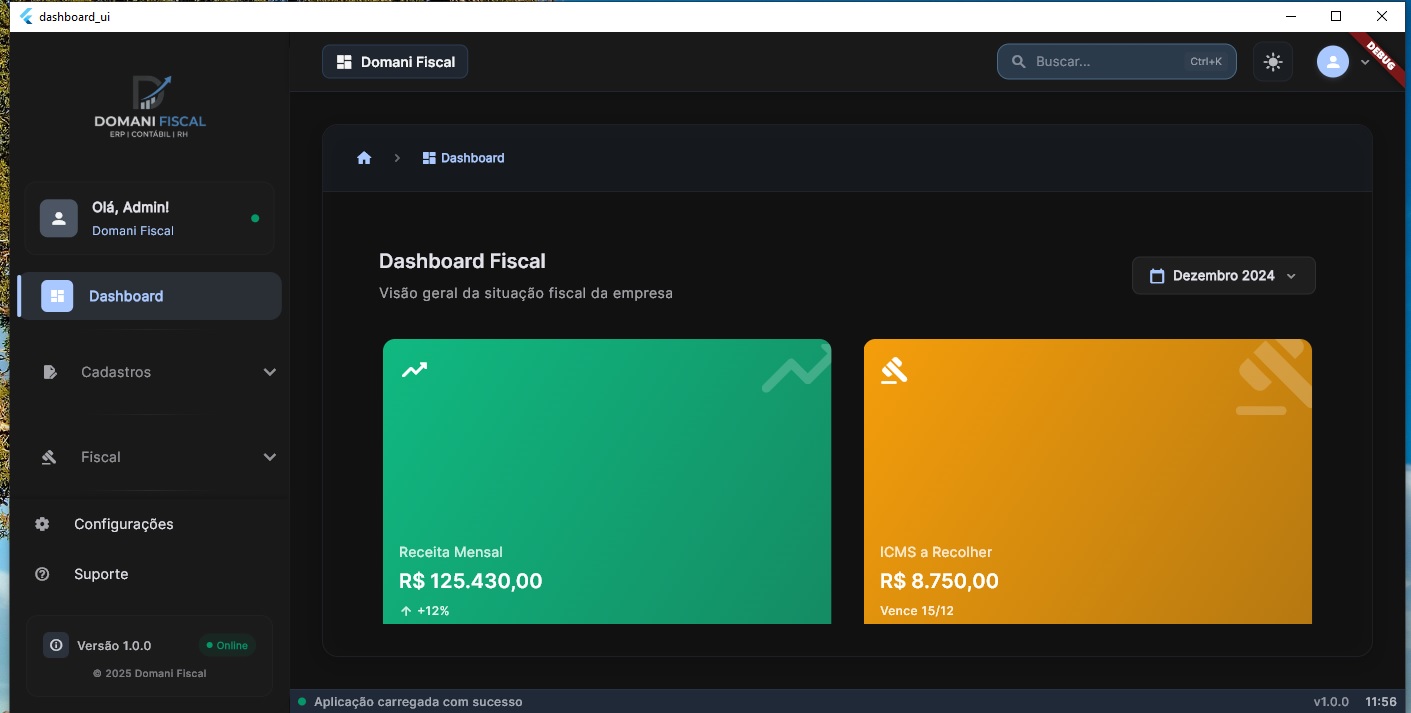 dashboard_ui
DEBUG
DOMANI FISCAL
ERP | CONTÁBIL | RH
Domani Fiscal
Buscar...
Ctrl+K
Dashboard
Olá, Admin!
Domani Fiscal
Dashboard
Cadastros
Fiscal
Configurações
Suporte
Versão 1.0.0
Online
© 2025 Domani Fiscal
Dashboard Fiscal
Visão geral da situação fiscal da empresa
Dezembro 2024
Receita Mensal
R$ 125.430,00
+12%
ICMS a Recolher
R$ 8.750,00
Vence 15/12
Aplicação carregada com sucesso
v1.0.0
11:56